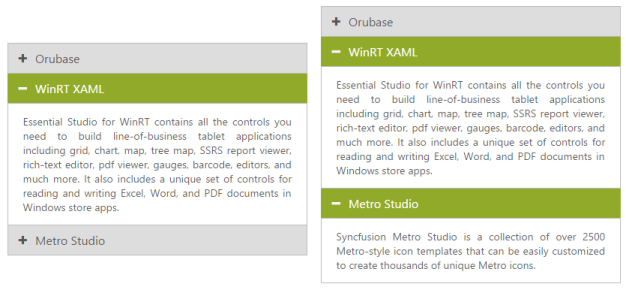 Orubase
WinRT XAML
Essential Studio for WinRT contains all the controls you
need to build line-of-business tablet applications
including grid, chart, map, tree map, SSRS report viewer,
rich-text editor, pdf viewer, gauges, barcode, editors, and
much more. It also includes a unique set of controls for
reading and writing Excel, Word, and PDF documents in
Windows store apps.
Metro Studio
Orubase
WinRT XAML
Essential Studio for WinRT contains all the controls you
need to build line-of-business tablet applications
including grid, chart, map, tree map, SSRS report viewer,
rich-text editor, pdf viewer, gauges, barcode, editors, and
much more. It also includes a unique set of controls for
reading and writing Excel, Word, and PDF documents in
Windows store apps.
Metro Studio
Syncfusion Metro Studio is a collection of over 2500
Metro-style icon templates that can be easily customized
to create thousands of unique Metro icons.